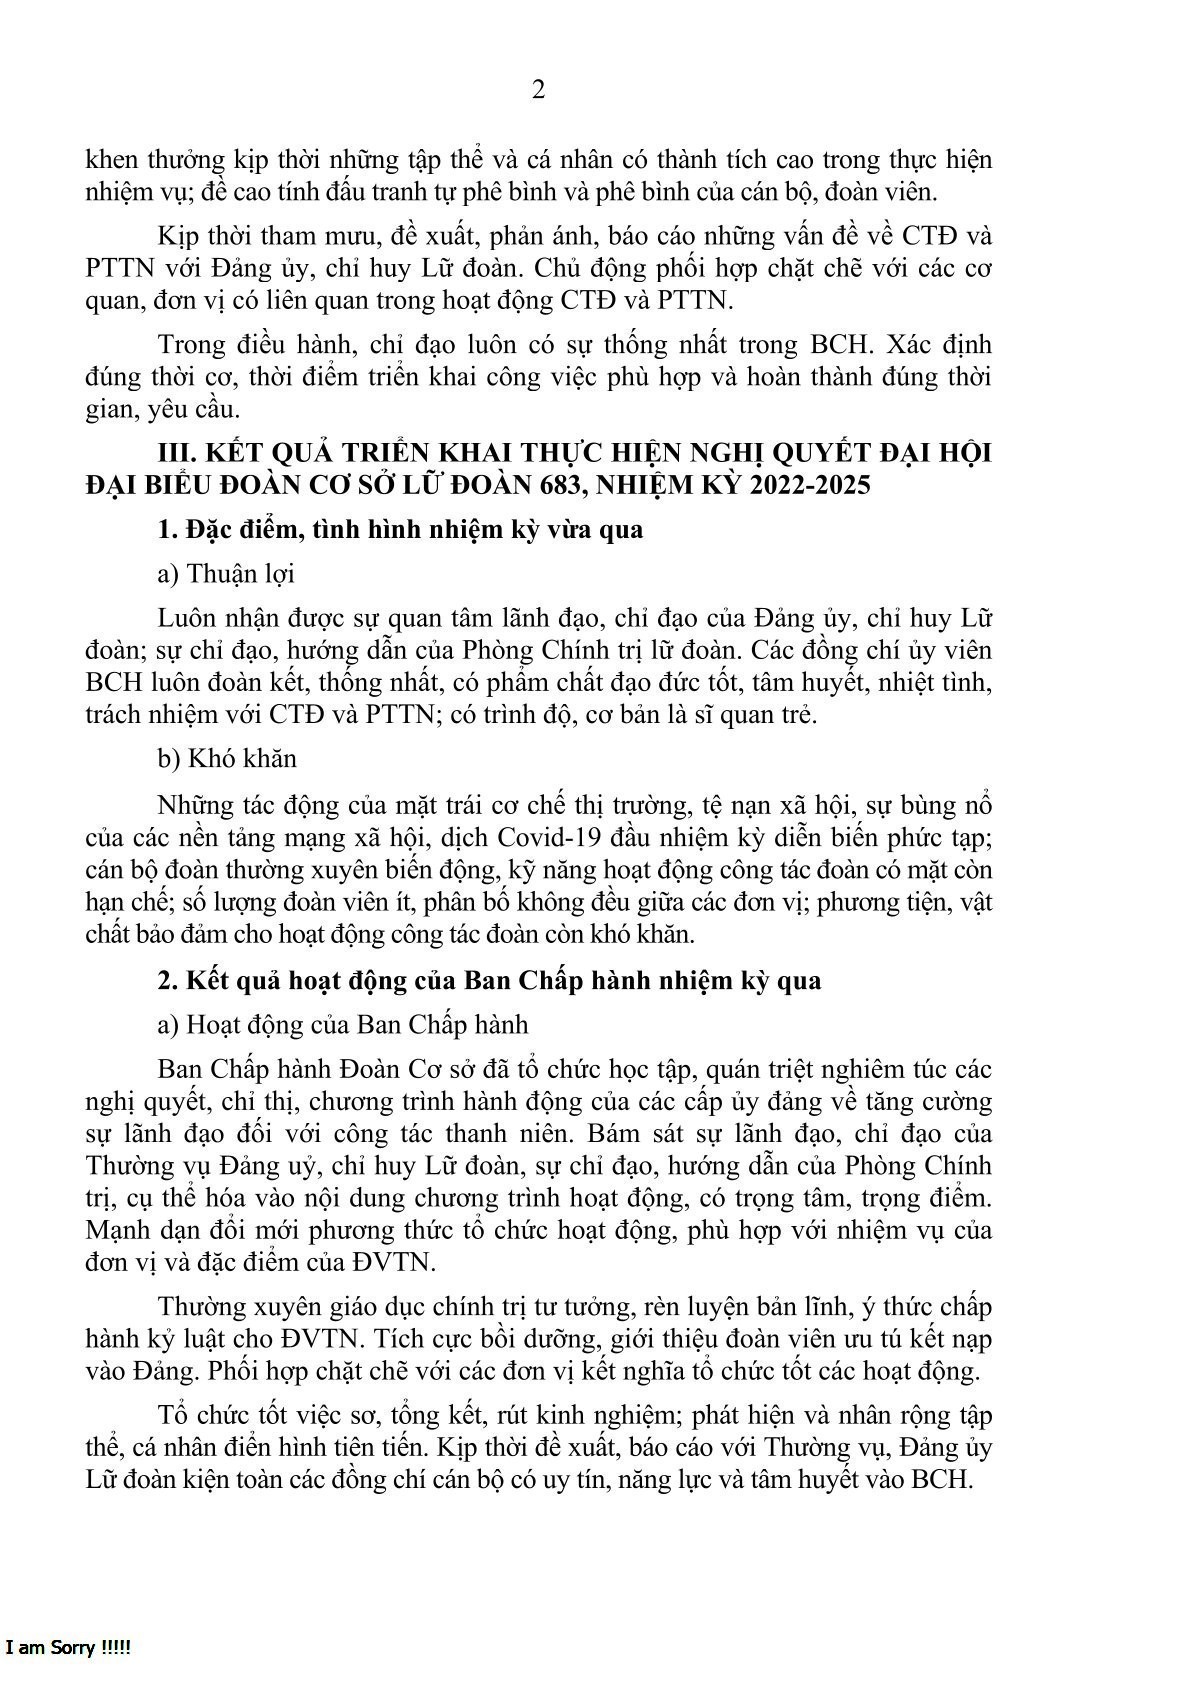 2
khen thưởng kịp thời những tập thể và cá nhân có thành tích cao trong thực hiện
nhiệm vụ; đề cao tính đấu tranh tự phê bình và phê bình của cán bộ, đoàn viên.
Kịp thời tham mưu, đề xuất, phản ánh, báo cáo những vấn đề về CTĐ và
PTTN với Đảng ủy, chỉ huy Lữ đoàn. Chủ động phối hợp chặt chẽ với các cơ
quan, đơn vị có liên quan trong hoạt động CTĐ và PTTN.
Trong điều hành, chỉ đạo luôn có sự thống nhất trong BCH. Xác định
đúng thời cơ, thời điểm triển khai công việc phù hợp và hoàn thành đúng thời
gian, yêu cầu.
III. KẾT QUẢ TRIỂN KHAI THỰC HIỆN NGHỊ QUYẾT ĐẠI HỘI
ĐẠI BIỂU ĐOÀN CƠ SỞ LỮ ĐOÀN 683, NHIỆM KỲ 2022-2025
1. Đặc điểm, tình hình nhiệm kỳ vừa qua
a) Thuận lợi
Luôn nhận được sự quan tâm lãnh đạo, chỉ đạo của Đảng ủy, chỉ huy Lữ
đoàn; sự chỉ đạo, hướng dẫn của Phòng Chính trị lữ đoàn. Các đồng chí ủy viên
BCH luôn đoàn kết, thống nhất, có phẩm chất đạo đức tốt, tâm huyết, nhiệt tình,
trách nhiệm với CTĐ và PTTN; có trình độ, cơ bản là sĩ quan trẻ.
b) Khó khăn
Những tác động của mặt trái cơ chế thị trường, tệ nạn xã hội, sự bùng nổ
của các nền tảng mạng xã hội, dịch Covid-19 đầu nhiệm kỳ diễn biến phức tạp;
cán bộ đoàn thường xuyên biến động, kỹ năng hoạt động công tác đoàn có mặt còn
hạn chế; số lượng đoàn viên ít, phân bố không đều giữa các đơn vị; phương tiện, vật
chất bảo đảm cho hoạt động công tác đoàn còn khó khăn.
2. Kết quả hoạt động của Ban Chấp hành nhiệm kỳ qua
a) Hoạt động của Ban Chấp hành
Ban Chấp hành Đoàn Cơ sở đã tổ chức học tập, quán triệt nghiêm túc các
nghị quyết, chỉ thị, chương trình hành động của các cấp ủy đảng về tăng cường
sự lãnh đạo đối với công tác thanh niên. Bám sát sự lãnh đạo, chỉ đạo của
Thường vụ Đảng uỷ, chỉ huy Lữ đoàn, sự chỉ đạo, hướng dẫn của Phòng Chính
trị, cụ thể hóa vào nội dung chương trình hoạt động, có trọng tâm, trọng điểm.
Mạnh dạn đổi mới phương thức tổ chức hoạt động, phù hợp với nhiệm vụ của
đơn vị và đặc điểm của ĐVTN.
Thường xuyên giáo dục chính trị tư tưởng, rèn luyện bản lĩnh, ý thức chấp
hành kỷ luật cho ĐVTN. Tích cực bồi dưỡng, giới thiệu đoàn viên ưu tú kết nạp
vào Đảng. Phối hợp chặt chẽ với các đơn vị kết nghĩa tổ chức tốt các hoạt động.
Tổ chức tốt việc sơ, tổng kết, rút kinh nghiệm; phát hiện và nhân rộng tập
thể, cá nhân điển hình tiên tiến. Kịp thời đề xuất, báo cáo với Thường vụ, Đảng ủy
Lữ đoàn kiện toàn các đồng chí cán bộ có uy tín, năng lực và tâm huyết vào BCH.
I am Sorry !!!!!